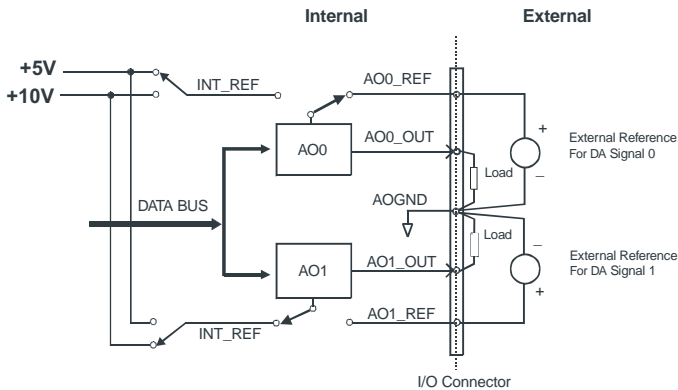 Internal
External
+5V
+10V
INT_REF
AO0_REF
AO0
AO0_OUT
+
External Reference
For DA Signal 0
–
Load
DATA BUS
AOGND
Load
AO1
AO1_OUT
–
External Reference
For DA Signal 1
+
INT_REF
AO1_REF
I/O Connector